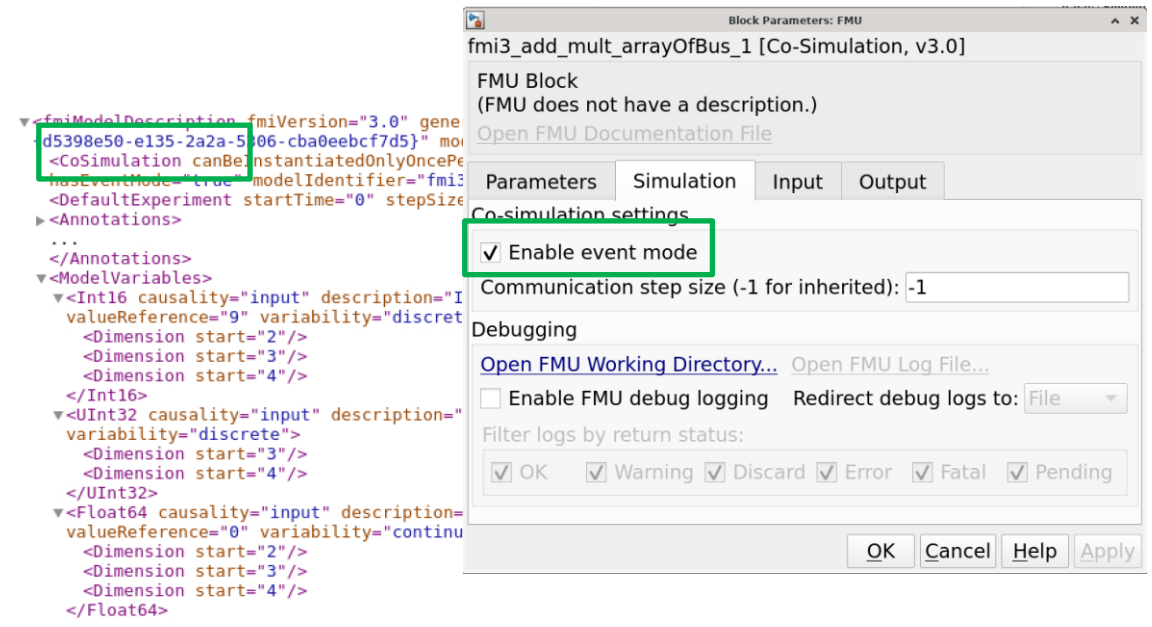 <fmiModelDescription fmiVersion="3.0" gene
d5398e50-e135-2a2a-5306-cba0eebcf7d5}" mo
<CoSimulation canBeInstantiatedOnlyOncePe
hasEventMode="true" modelIdentifier="fmi3
<DefaultExperiment startTime="0" stepSize
<Annotations>
...
</Annotations>
<ModelVariables>
<Int16 causality="input" description="I
valueReference="9" variability="discret
<Dimension start="2"/>
<Dimension start="3"/>
<Dimension start="4"/>
</Int16>
<UInt32 causality="input" description="
variability="discrete">
<Dimension start="3"/>
<Dimension start="4"/>
</UInt32>
<Float64 causality="input" description=
valueReference="0" variability="continu
<Dimension start="2"/>
<Dimension start="3"/>
<Dimension start="4"/>
</Float64>
Block Parameters: FMU
fmi3_add_mult_arrayOfBus_1 [Co-Simulation, v3.0]
FMU Block
(FMU does not have a description.)
Open FMU Documentation File
Parameters Simulation Input Output
Co-simulation settings
Enable event mode
Communication step size (-1 for inherited): -1
Debugging
Open FMU Working Directory... Open FMU Log File...
Enable FMU debug logging Redirect debug logs to: File
Filter logs by return status:
OK Warning Discard Error Fatal Pending
OK Cancel Help Apply